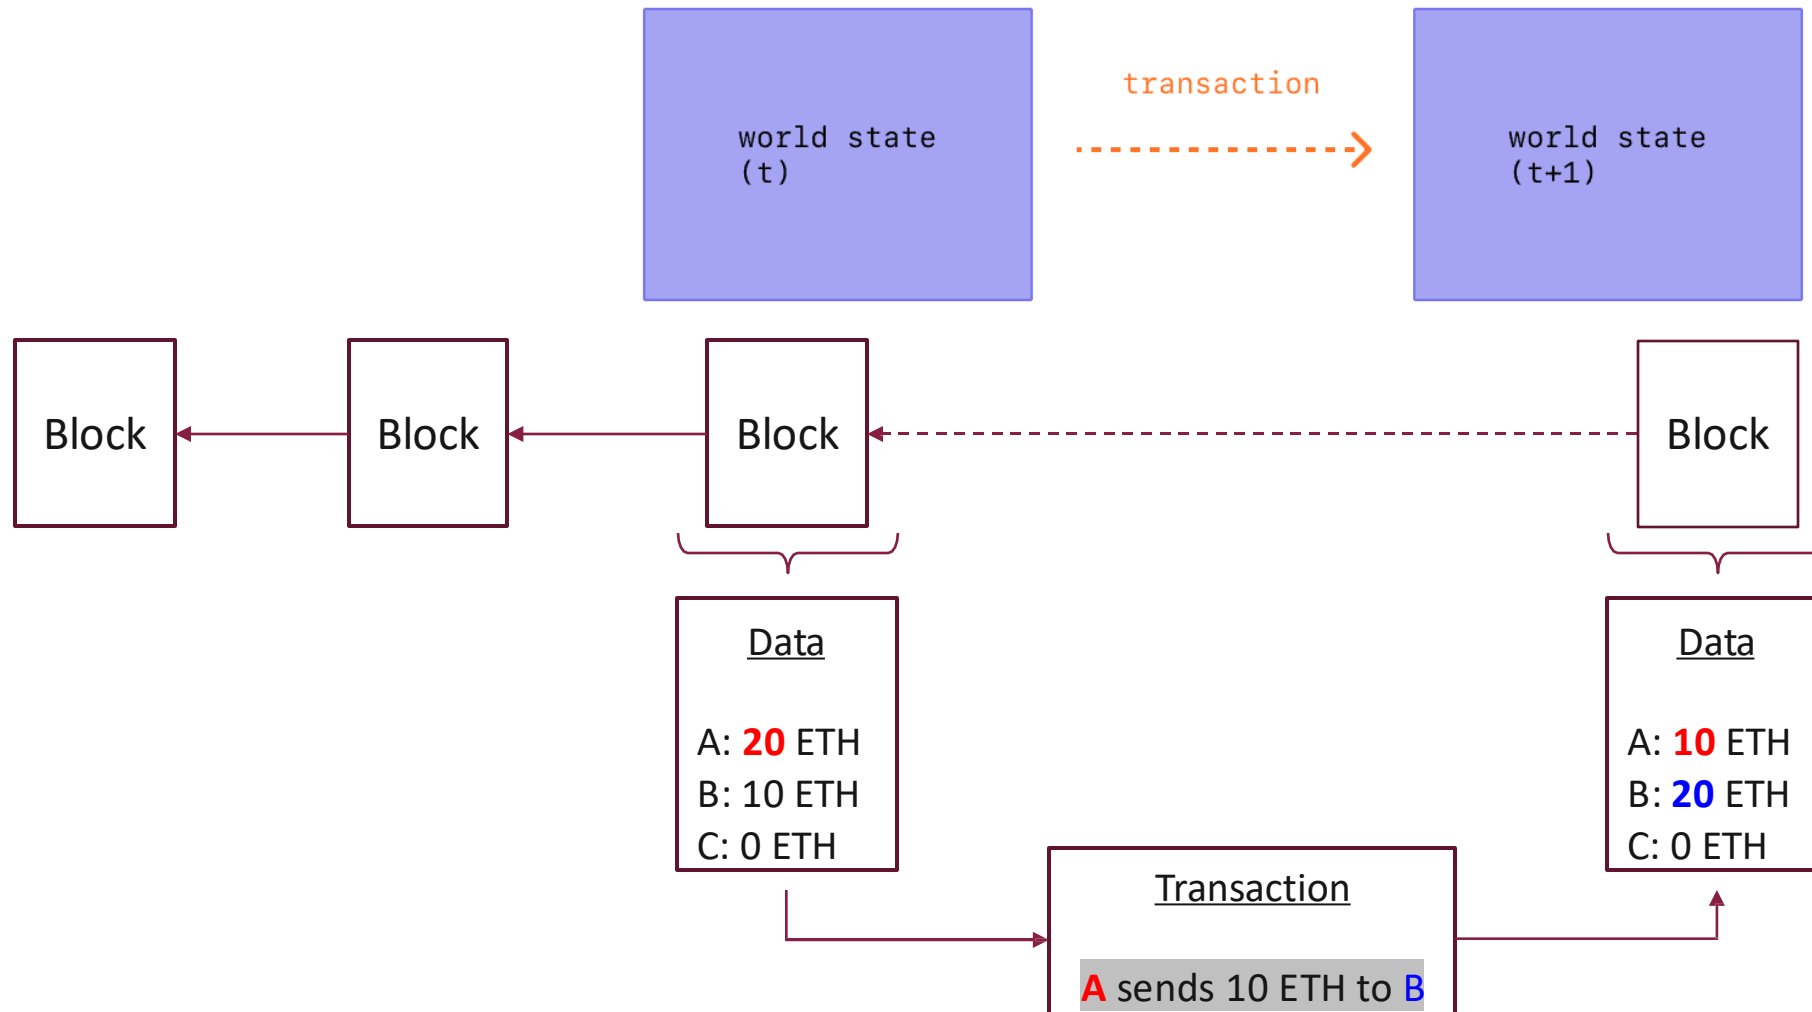 transaction
world state
(t)
world state
(t+1)
Block
Block
Block
Block
Data
A: 20 ETH
B: 10 ETH
C: 0 ETH
Data
A: 10 ETH
B: 20 ETH
C: 0 ETH
Transaction
A sends 10 ETH to B